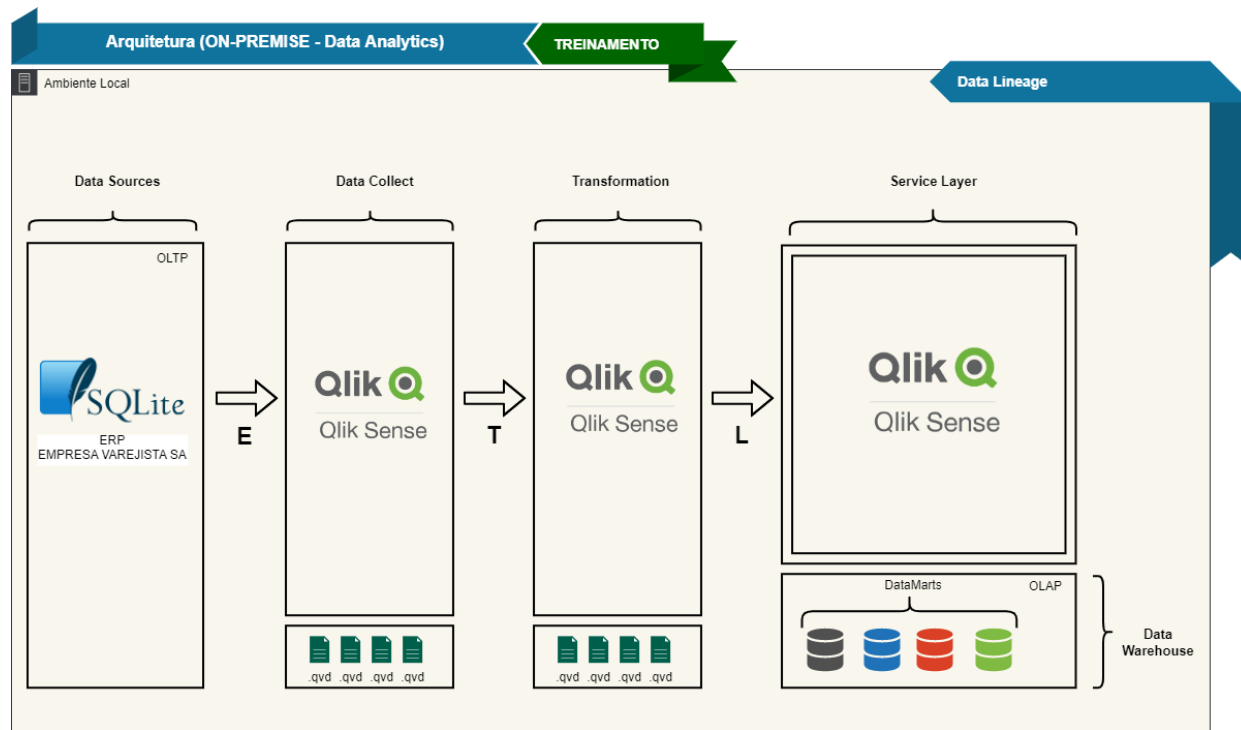 Arquitetura (ON-PREMISE - Data Analytics)
TREINAMENTO
Ambiente Local
Data Lineage
Data Sources
Data Collect
Transformation
Service Layer
OLTP
SQLite
ERP
EMPRESA VAREJISTA SA
E
Qlik
Qlik Sense
T
Qlik
Qlik Sense
L
Qlik
Qlik Sense
.qvd .qvd .qvd .qvd
.qvd .qvd .qvd .qvd
DataMarts
OLAP
Data
Warehouse